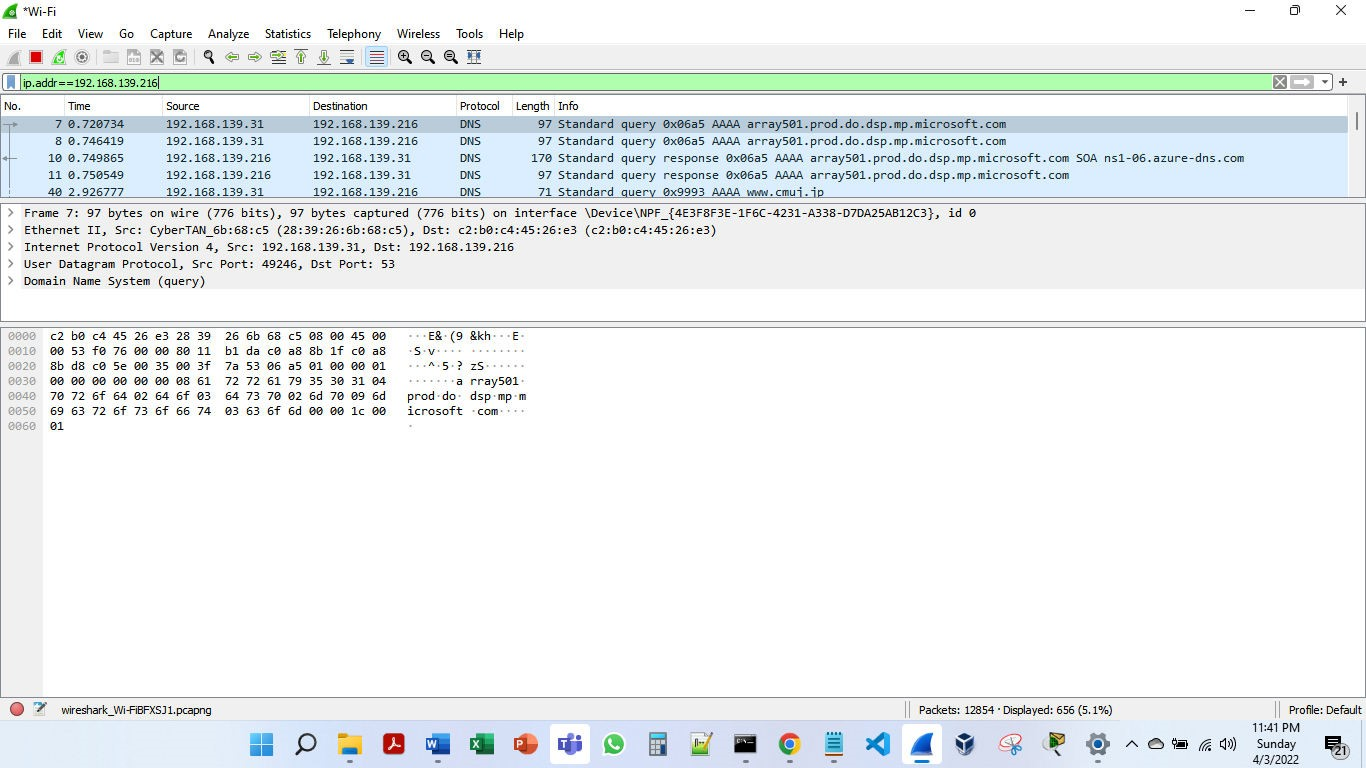 *Wi-Fi
File Edit View Go Capture Analyze Statistics Telephony Wireless Tools Help
ip.addr==192.168.139.216
No. Time Source Destination Protocol Length Info
7 0.720734 192.168.139.31 192.168.139.216 DNS 97 Standard query 0x06a5 AAAA array501.prod.do.dsp.mp.microsoft.com
8 0.746419 192.168.139.31 192.168.139.216 DNS 97 Standard query 0x06a5 AAAA array501.prod.do.dsp.mp.microsoft.com
10 0.749865 192.168.139.216 192.168.139.31 DNS 170 Standard query response 0x06a5 AAAA array501.prod.do.dsp.mp.microsoft.com SOA ns1-06.azure-dns.com
11 0.750549 192.168.139.216 192.168.139.31 DNS 97 Standard query response 0x06a5 AAAA array501.prod.do.dsp.mp.microsoft.com
40 2.926777 192.168.139.31 192.168.139.216 DNS 71 Standard query 0x9993 AAAA www.cmuj.jp
Frame 7: 97 bytes on wire (776 bits), 97 bytes captured (776 bits) on interface \Device\NPF_{4E3F8F3E-1F6C-4231-A338-D7DA25AB12C3}, id 0
Ethernet II, Src: CyberTAN_6b:68:c5 (28:39:26:6b:68:c5), Dst: c2:b0:c4:45:26:e3 (c2:b0:c4:45:26:e3)
Internet Protocol Version 4, Src: 192.168.139.31, Dst: 192.168.139.216
User Datagram Protocol, Src Port: 49246, Dst Port: 53
Domain Name System (query)
0000 c2 b0 c4 45 26 e3 28 39 26 6b 68 c5 08 00 45 00 ···E&·(9 &kh···E·
0010 00 53 f0 76 00 00 80 11 b1 da c0 a8 8b 1f c0 a8 ·S·v···· ········
0020 8b d8 c0 5e 00 35 00 3f 7a 53 06 a5 01 00 00 01 ···^·5·? zS······
0030 00 00 00 00 00 00 08 61 72 72 61 79 35 30 31 04 ·······a rray501·
0040 70 72 6f 64 02 64 6f 03 64 73 70 02 6d 70 09 6d prod·do· dsp·mp·m
0050 69 63 72 6f 73 6f 66 74 03 63 6f 6d 00 00 1c 00 icrosoft ·com····
0060 01 ·
wireshark_Wi-FiBFXSJ1.pcapng Packets: 12854 · Displayed: 656 (5.1%) Profile: Default
11:41 PM
Sunday
4/3/2022
21